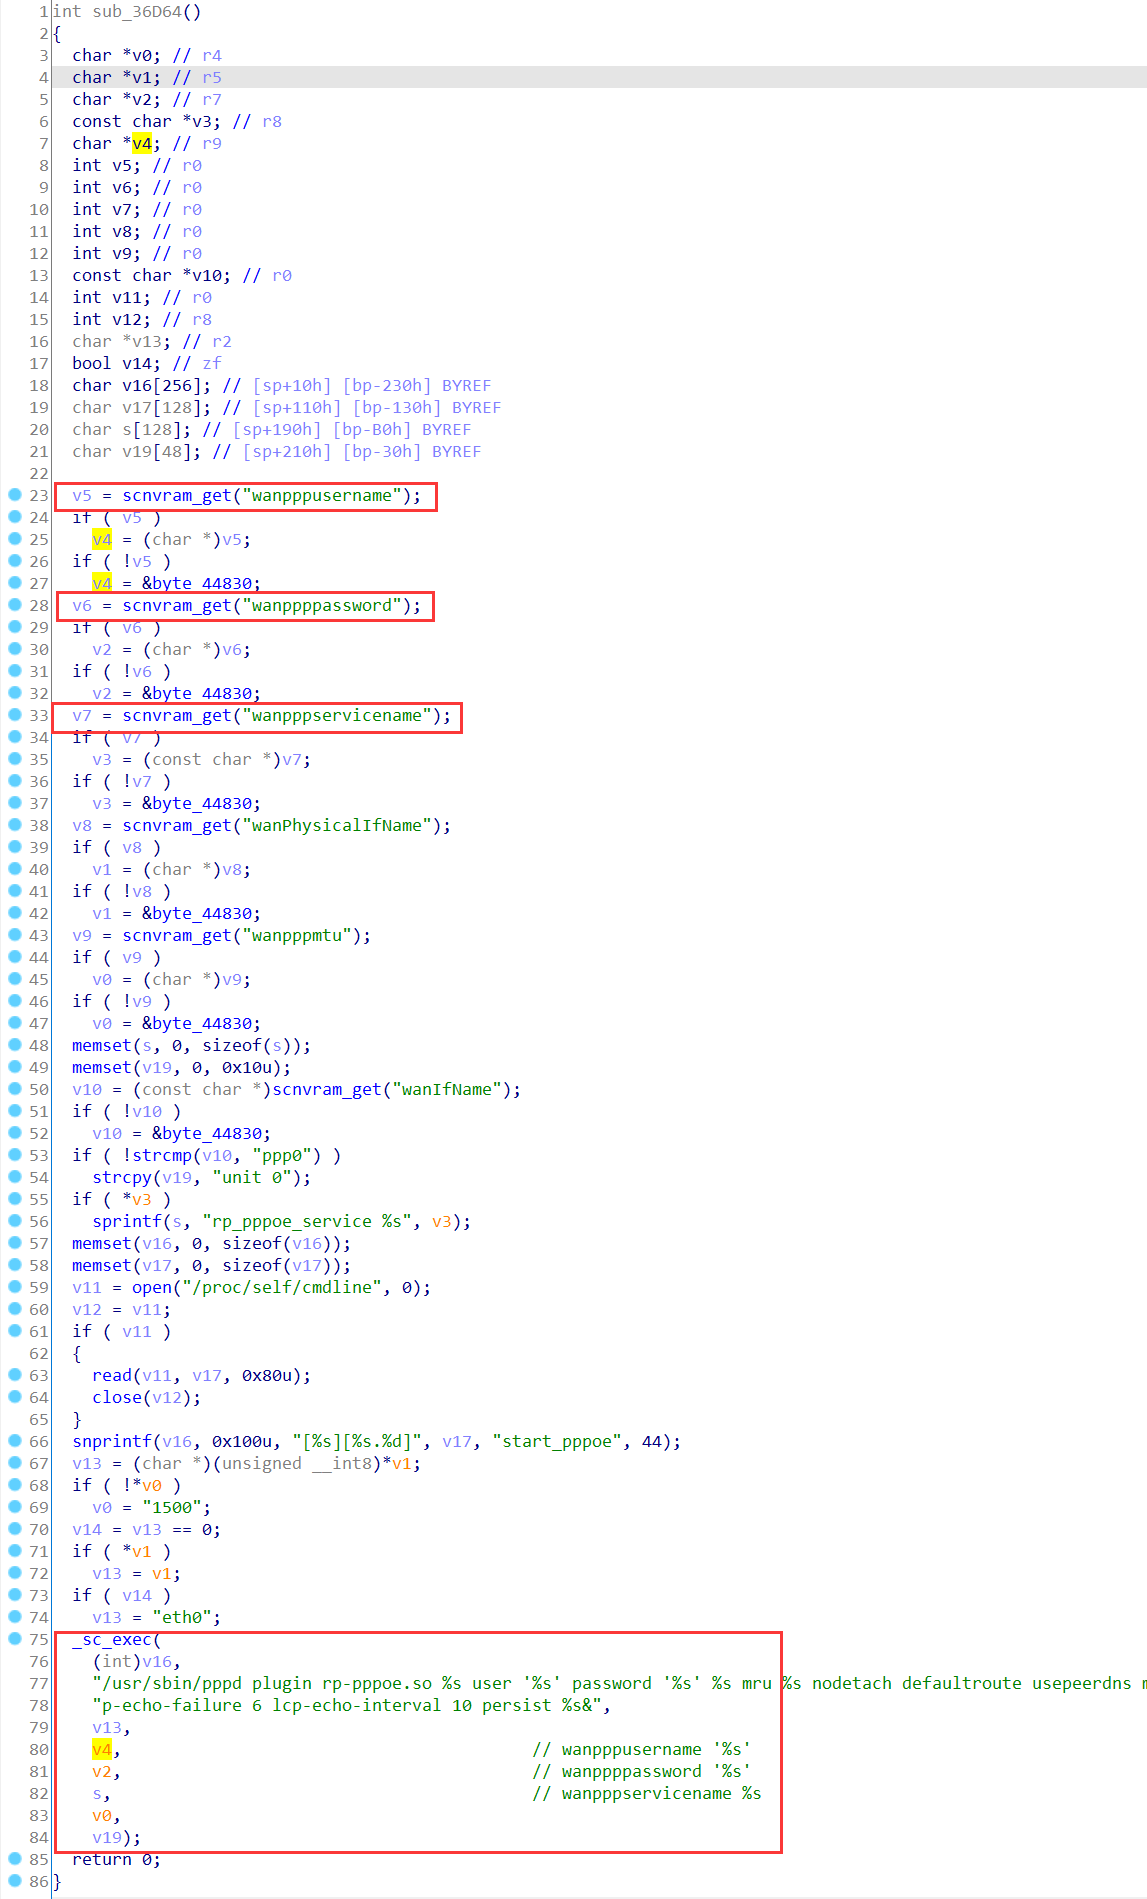 1 int sub_36D64()
2 {
3 char *v0; // r4
4 char *v1; // r5
5 char *v2; // r7
6 const char *v3; // r8
7 char *v4; // r9
8 int v5; // r0
9 int v6; // r0
10 int v7; // r0
11 int v8; // r0
12 int v9; // r0
13 const char *v10; // r0
14 int v11; // r0
15 int v12; // r8
16 char *v13; // r2
17 bool v14; // zf
18 char v16[256]; // [sp+10h] [bp-230h] BYREF
19 char v17[128]; // [sp+110h] [bp-130h] BYREF
20 char s[128]; // [sp+190h] [bp-B0h] BYREF
21 char v19[48]; // [sp+210h] [bp-30h] BYREF
22
23 v5 = scnvram_get("wanpppusername");
24 if ( v5 )
25 v4 = (char *)v5;
26 if ( !v5 )
27 v4 = &byte_44830;
28 v6 = scnvram_get("wanppppassword");
29 if ( v6 )
30 v2 = (char *)v6;
31 if ( !v6 )
32 v2 = &byte_44830;
33 v7 = scnvram_get("wanpppservicename");
34 if ( v7 )
35 v3 = (const char *)v7;
36 if ( !v7 )
37 v3 = &byte_44830;
38 v8 = scnvram_get("wanPhysicalIfName");
39 if ( v8 )
40 v1 = (char *)v8;
41 if ( !v8 )
42 v1 = &byte_44830;
43 v9 = scnvram_get("wanpppmtu");
44 if ( v9 )
45 v0 = (char *)v9;
46 if ( !v9 )
47 v0 = &byte_44830;
48 memset(s, 0, sizeof(s));
49 memset(v19, 0, 0x10u);
50 v10 = (const char *)scnvram_get("wanIfName");
51 if ( !v10 )
52 v10 = &byte_44830;
53 if ( !strcmp(v10, "ppp0") )
54 strcpy(v19, "unit 0");
55 if ( *v3 )
56 sprintf(s, "rp_pppoe_service %s", v3);
57 memset(v16, 0, sizeof(v16));
58 memset(v17, 0, sizeof(v17));
59 v11 = open("/proc/self/cmdline", 0);
60 v12 = v11;
61 if ( v11 )
62 {
63 read(v11, v17, 0x80u);
64 close(v12);
65 }
66 snprintf(v16, 0x100u, "[%s][%s.%d]", v17, "start_pppoe", 44);
67 v13 = (char *)(unsigned __int8)*v1;
68 if ( !*v0 )
69 v0 = "1500";
70 v14 = v13 == 0;
71 if ( *v1 )
72 v13 = v1;
73 if ( v14 )
74 v13 = "eth0";
75 _sc_exec(
76 (int)v16,
77 "/usr/sbin/pppd plugin rp-pppoe.so %s user '%s' password '%s' %s mru %s nodetach defaultroute usepeerdns
78 "p-echo-failure 6 lcp-echo-interval 10 persist %s&",
79 v13,
80 v4, // wanpppusername '%s'
81 v2, // wanppppassword '%s'
82 s, // wanpppservicename %s
83 v0,
84 v19);
85 return 0;
86 }